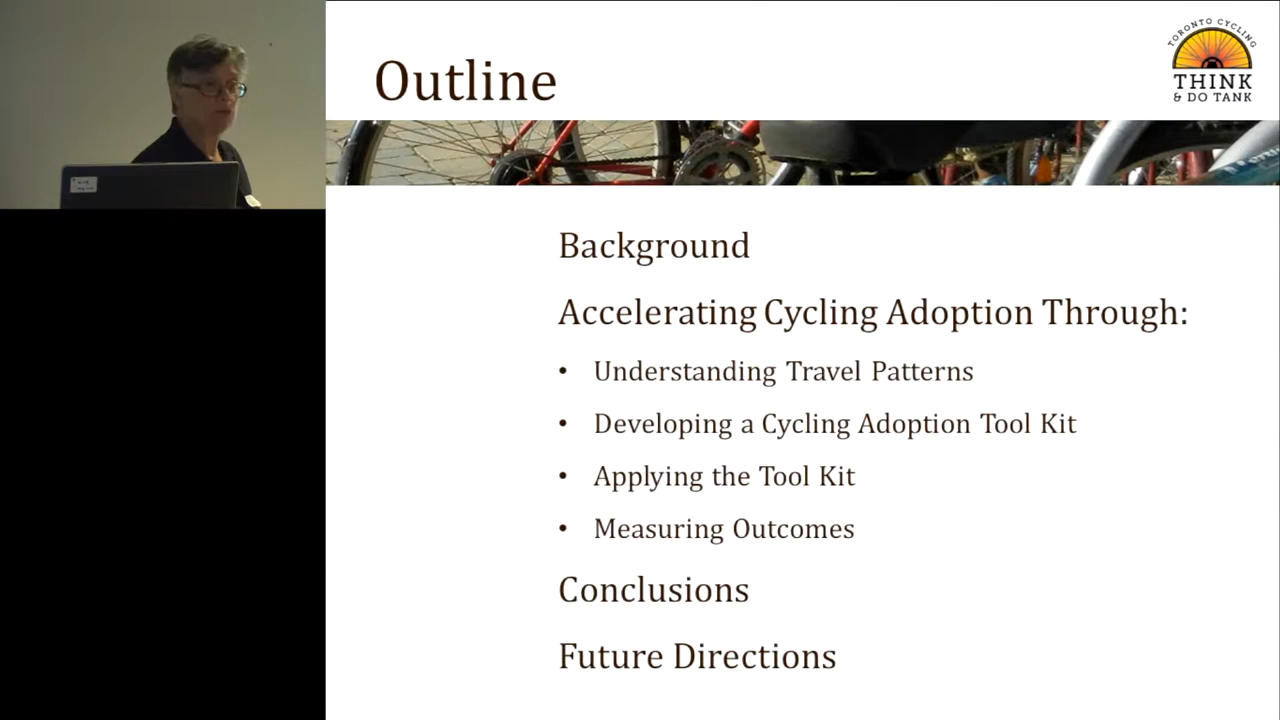 Outline
TORONTO CYCLING
THINK
& DO TANK
Background
Accelerating Cycling Adoption Through:
• Understanding Travel Patterns
• Developing a Cycling Adoption Tool Kit
• Applying the Tool Kit
• Measuring Outcomes
Conclusions
Future Directions